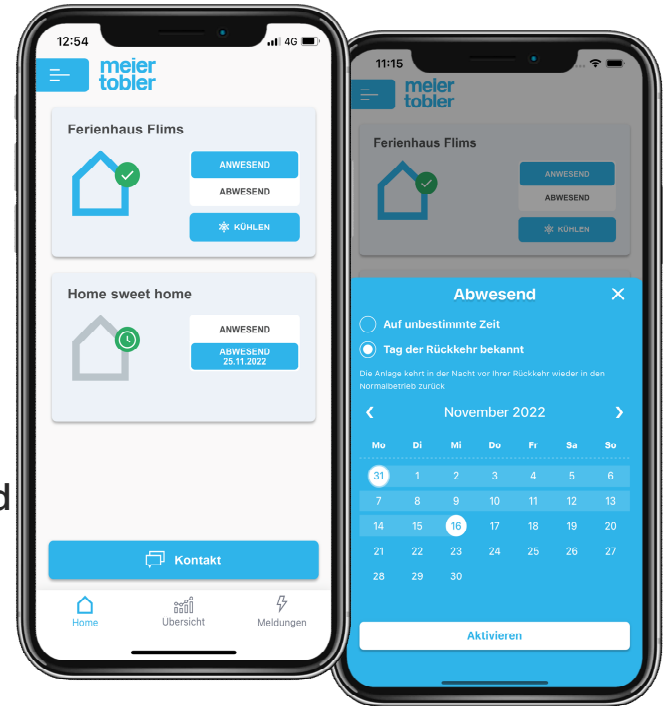 12:54
4G
meier
tobler
Ferienhaus Flims
ANWESEND
ABWESEND
KÜHLEN
Home sweet home
ANWESEND
ABWESEND
25.11.2022
Kontakt
Home
Übersicht
Meldungen
d
11:15
meier
tobler
Ferienhaus Flims
ANWESEND
ABWESEND
KÜHLEN
Abwesend
Auf unbestimmte Zeit
Tag der Rückkehr bekannt
Die Anlage kehrt in der Nacht vor Ihrer Rückkehr wieder in den
Normalbetrieb zurück
November 2022
Mo Di Mi Do Fr Sa So
31 1 2 3 4 5 6
7 8 9 10 11 12 13
14 15 16 17 18 19 20
21 22 23 24 25 26 27
28 29 30
Aktivieren